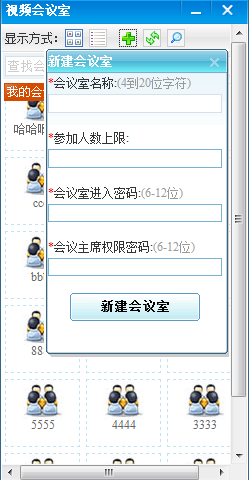 视频会议室
显示方式:
查找会
新建会议室
*会议室名称:(4到20位字符)
我的会
哈哈
*参加人数上限:
cc
*会议室进入密码:(6-12位)
bb
*会议主席权限密码:(6-12位)
新建会议室
88
5555 4444 3333